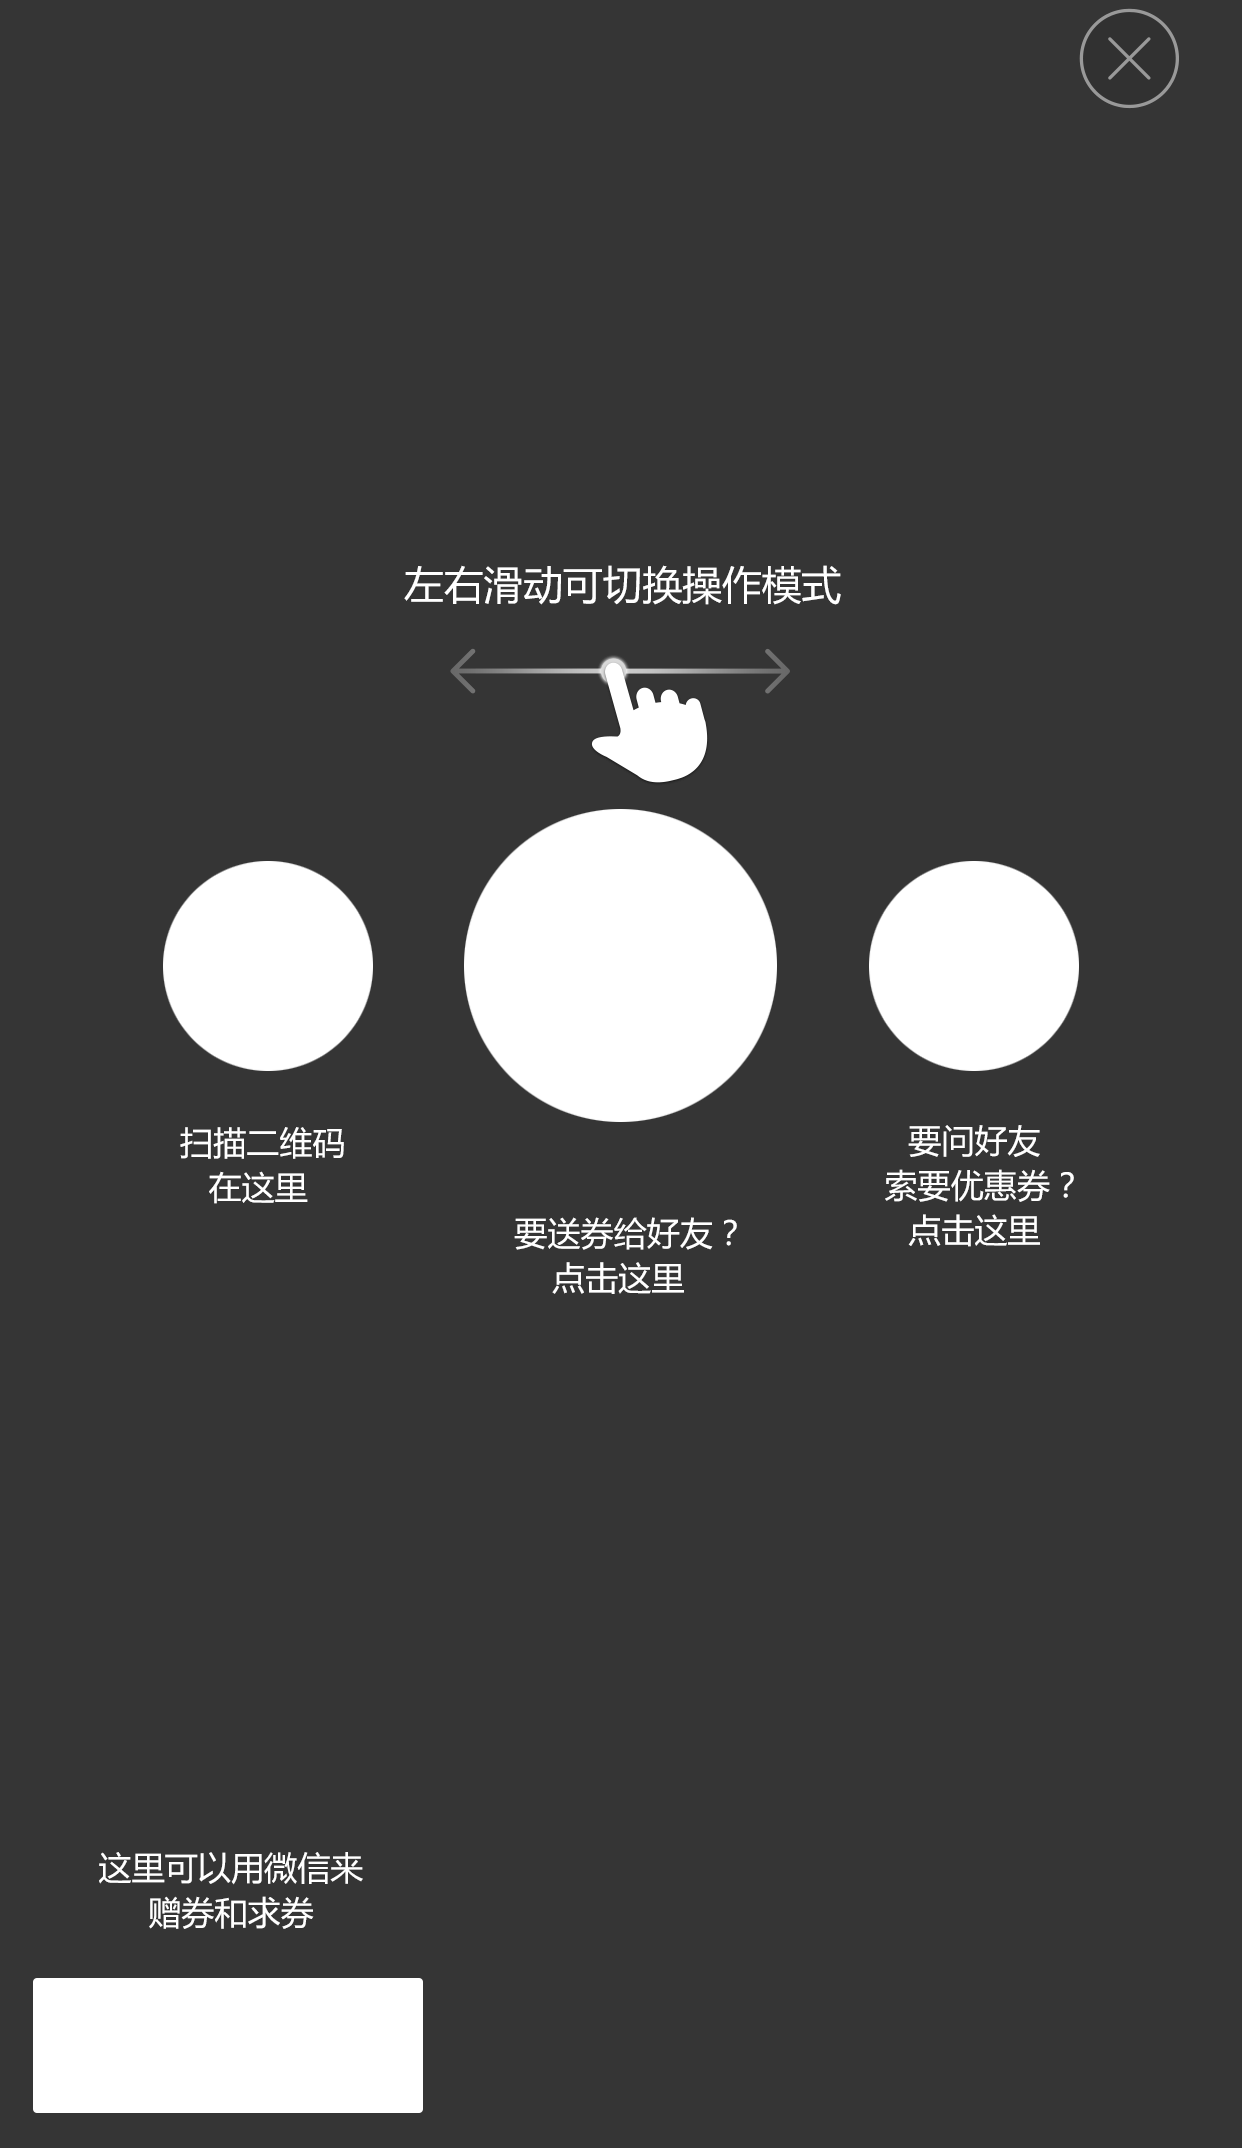 左右滑动可切换操作模式
扫描二维码
在这里
要送券给好友？
点击这里
要问好友
索要优惠券？
点击这里
这里可以用微信来
赠券和求券